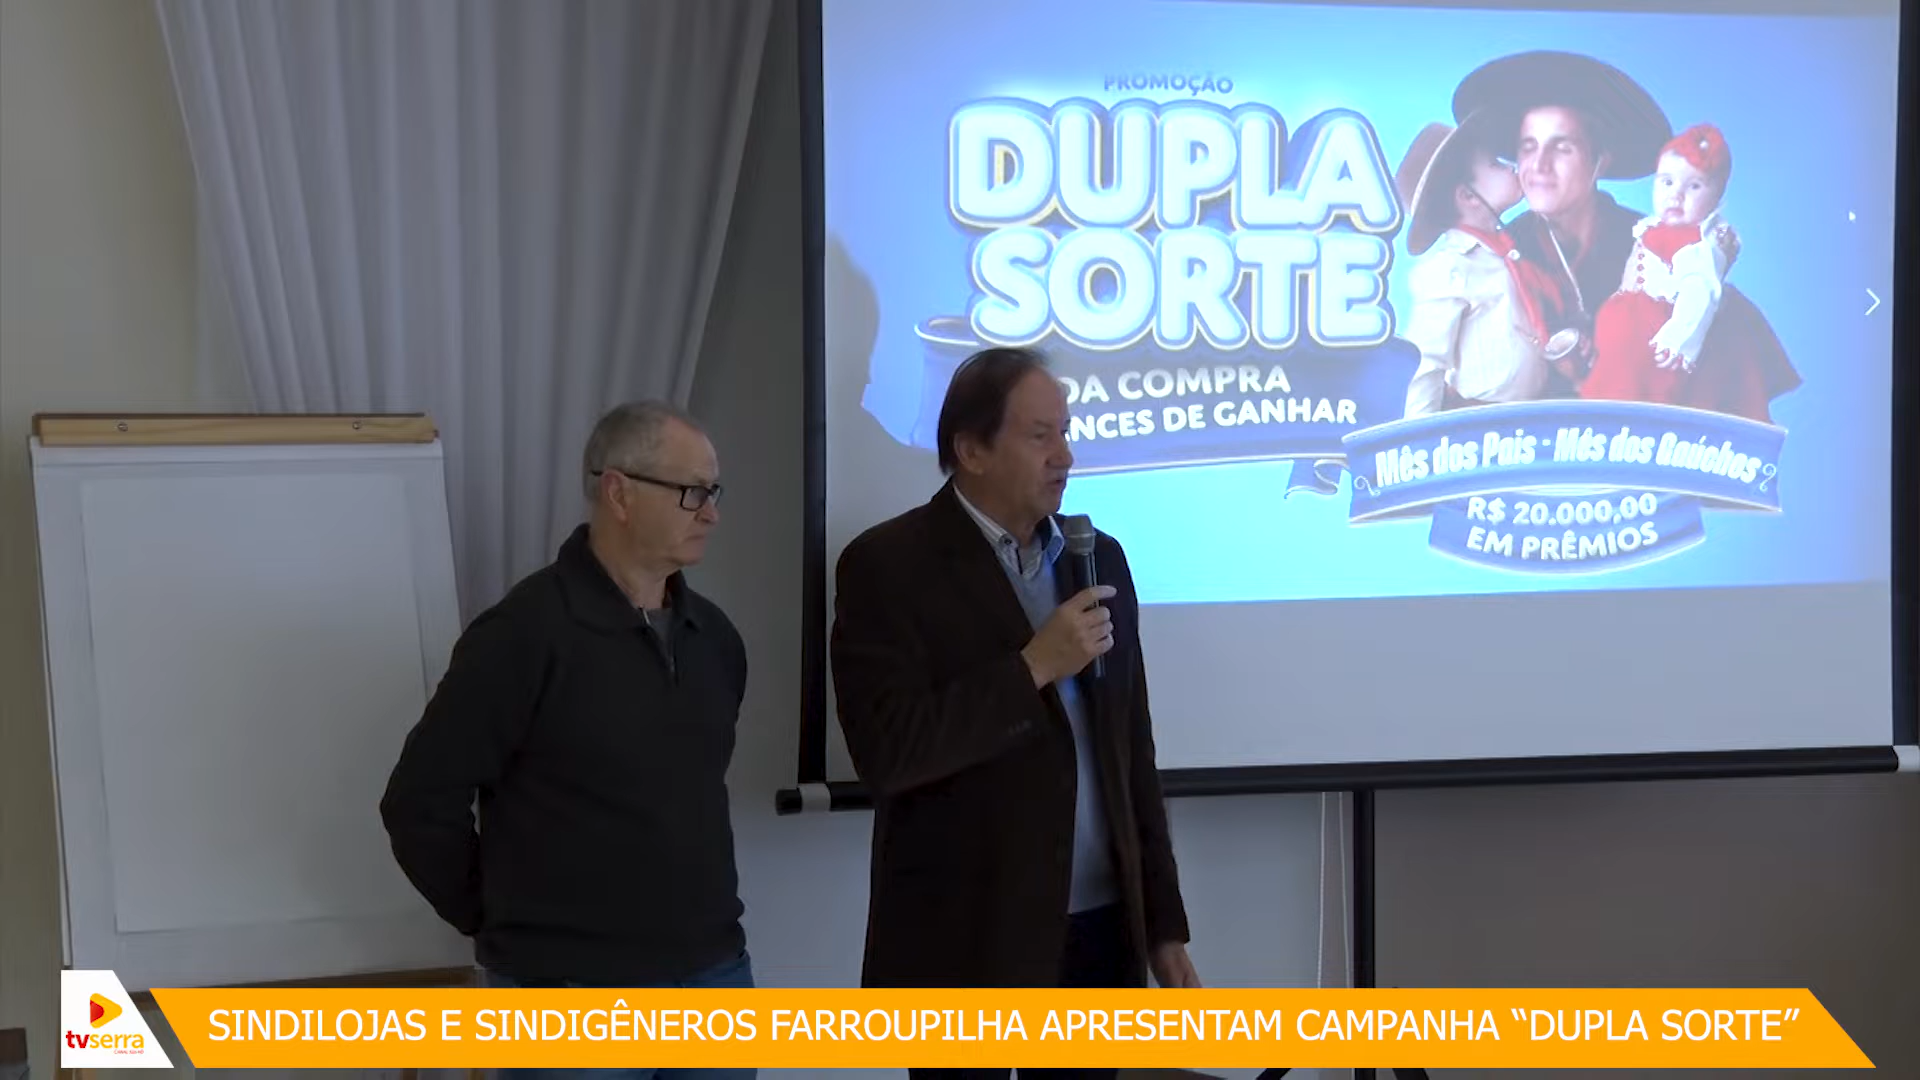 PROMOÇÃO
DUPLA
SORTE
DA COMPRA
NCES DE GANHAR
Mês dos Pais - Mês dos Gaúchos
R$ 20.000,00
EM PRÊMIOS
tvserra
SINDILOJAS E SINDIGÊNEROS FARROUPILHA APRESENTAM CAMPANHA “DUPLA SORTE”